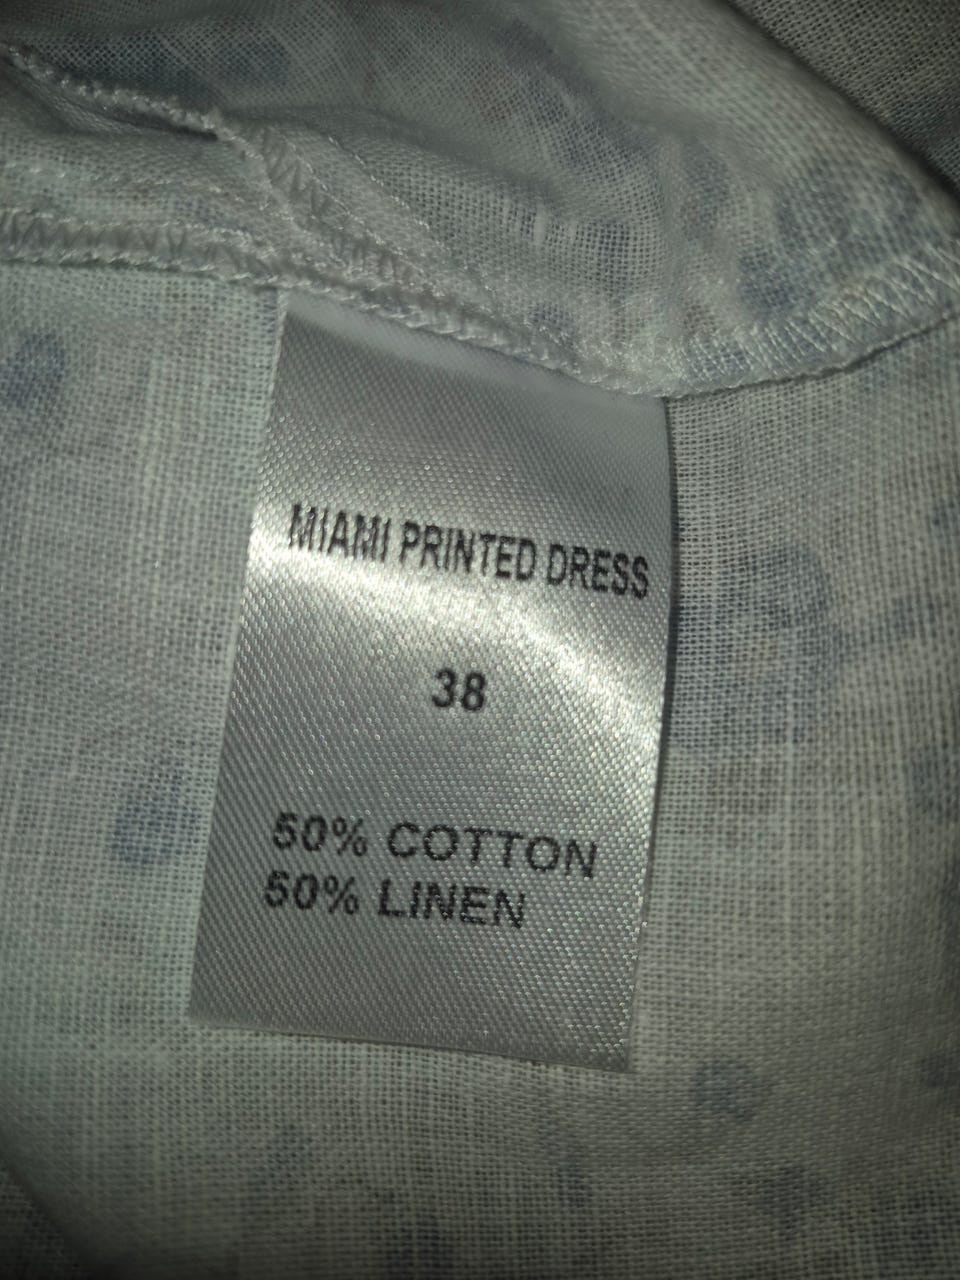 MIAMI PRINTED DRESS
38
50% COTTON
50% LINEN